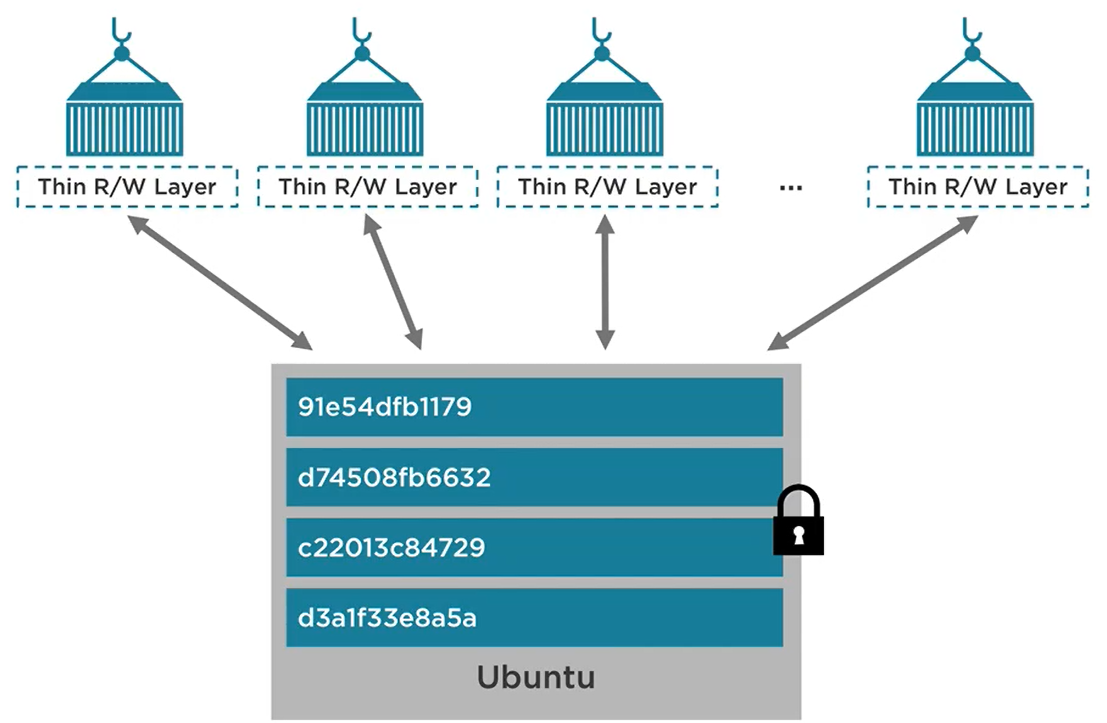 Thin R/W Layer
Thin R/W Layer
Thin R/W Layer
...
Thin R/W Layer
91e54dfb1179
d74508fb6632
c22013c84729
d3a1f33e8a5a
Ubuntu